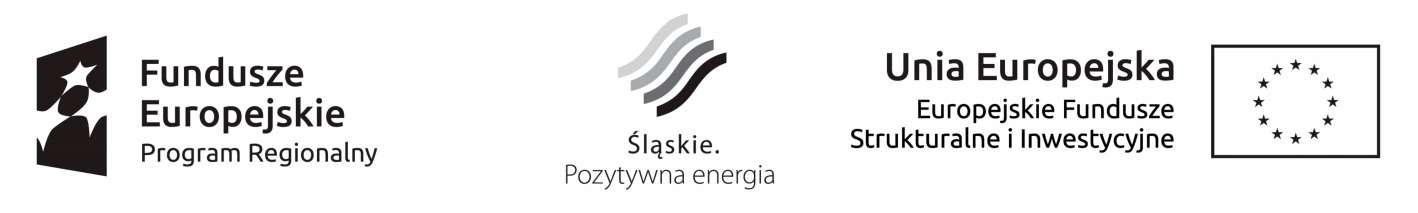 Fundusze
Europejskie
Program Regionalny
Śląskie.
Pozytywna energia
Unia Europejska
Europejskie Fundusze
Strukturalne i Inwestycyjne